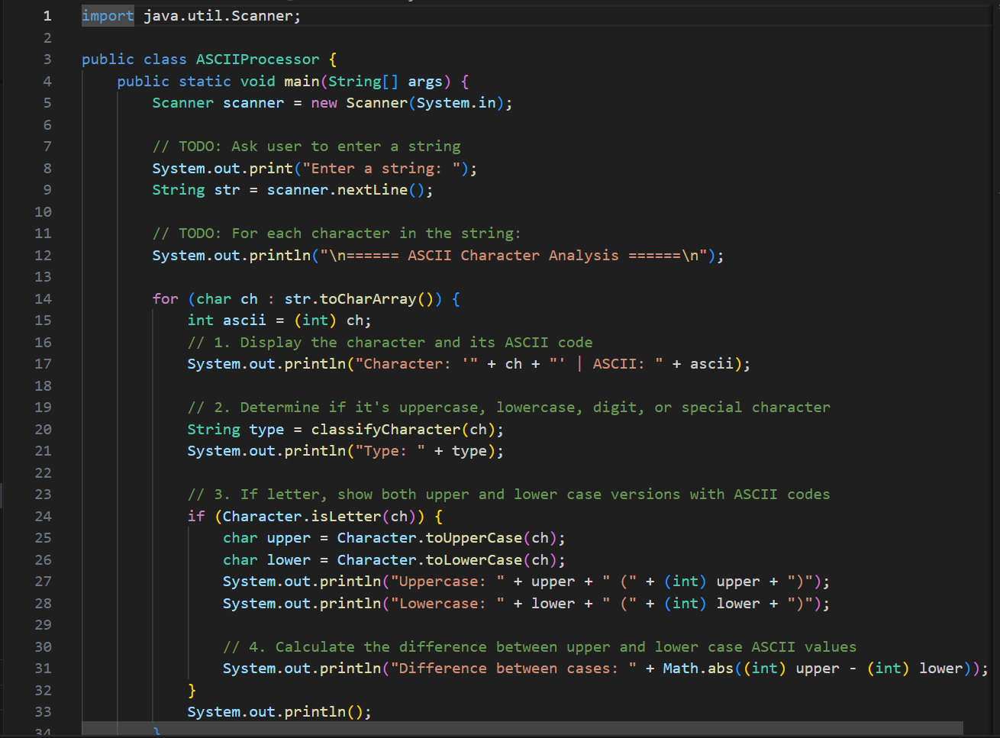 1 import java.util.Scanner;
2
3 public class ASCIIProcessor {
4 public static void main(String[] args) {
5 Scanner scanner = new Scanner(System.in);
6
7 // TODO: Ask user to enter a string
8 System.out.print("Enter a string: ");
9 String str = scanner.nextLine();
10
11 // TODO: For each character in the string:
12 System.out.println("\n====== ASCII Character Analysis ======\n");
13
14 for (char ch : str.toCharArray()) {
15 int ascii = (int) ch;
16 // 1. Display the character and its ASCII code
17 System.out.println("Character: '" + ch + "' | ASCII: " + ascii);
18
19 // 2. Determine if it's uppercase, lowercase, digit, or special character
20 String type = classifyCharacter(ch);
21 System.out.println("Type: " + type);
22
23 // 3. If letter, show both upper and lower case versions with ASCII codes
24 if (Character.isLetter(ch)) {
25 char upper = Character.toUpperCase(ch);
26 char lower = Character.toLowerCase(ch);
27 System.out.println("Uppercase: " + upper + " (" + (int) upper + ")");
28 System.out.println("Lowercase: " + lower + " (" + (int) lower + ")");
29
30 // 4. Calculate the difference between upper and lower case ASCII values
31 System.out.println("Difference between cases: " + Math.abs((int) upper - (int) lower));
32 }
33 System.out.println();
34 }